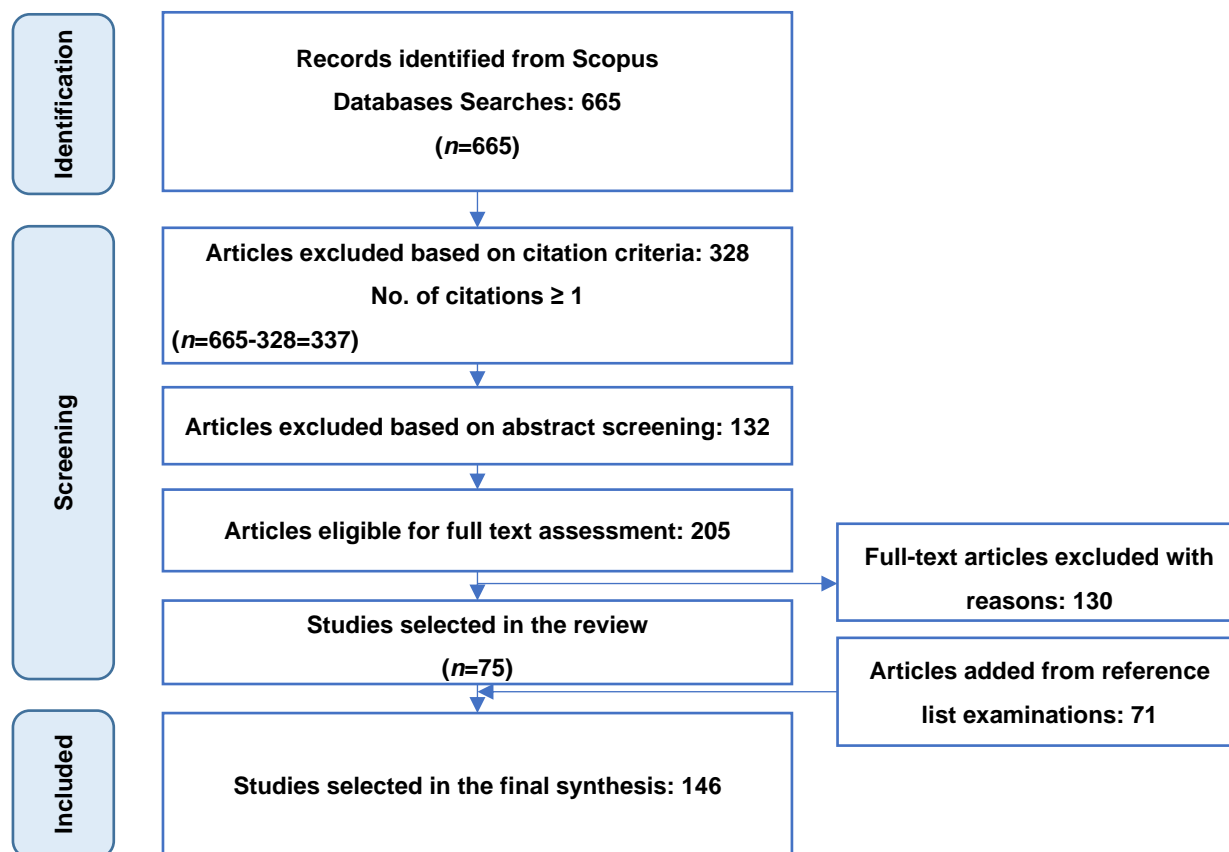 Identification
Records identified from Scopus
Databases Searches: 665
(n=665)
Screening
Articles excluded based on citation criteria: 328
No. of citations ≥ 1
(n=665-328=337)
Articles excluded based on abstract screening: 132
Articles eligible for full text assessment: 205
Full-text articles excluded with
reasons: 130
Studies selected in the review
(n=75)
Articles added from reference
list examinations: 71
Included
Studies selected in the final synthesis: 146